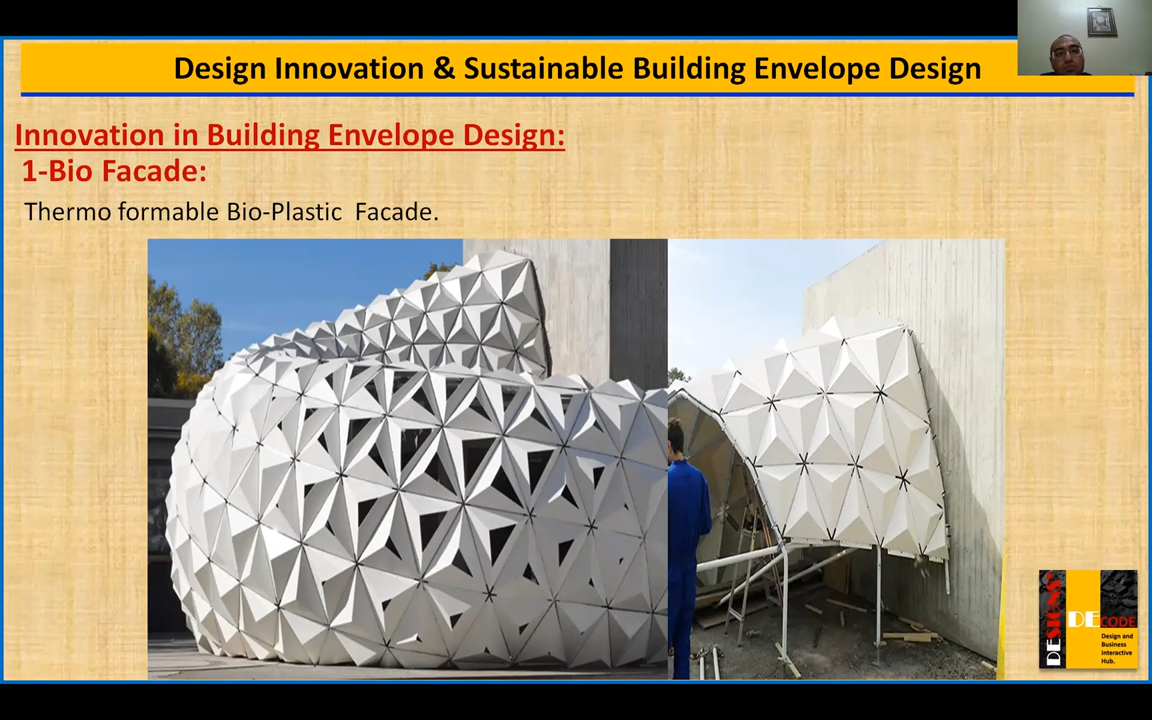 Design Innovation & Sustainable Building Envelope Design
Innovation in Building Envelope Design:
1-Bio Facade:
Thermo formable Bio-Plastic Facade.
DESIGNS
DECODE
Design and
Business
Interactive
Hub.